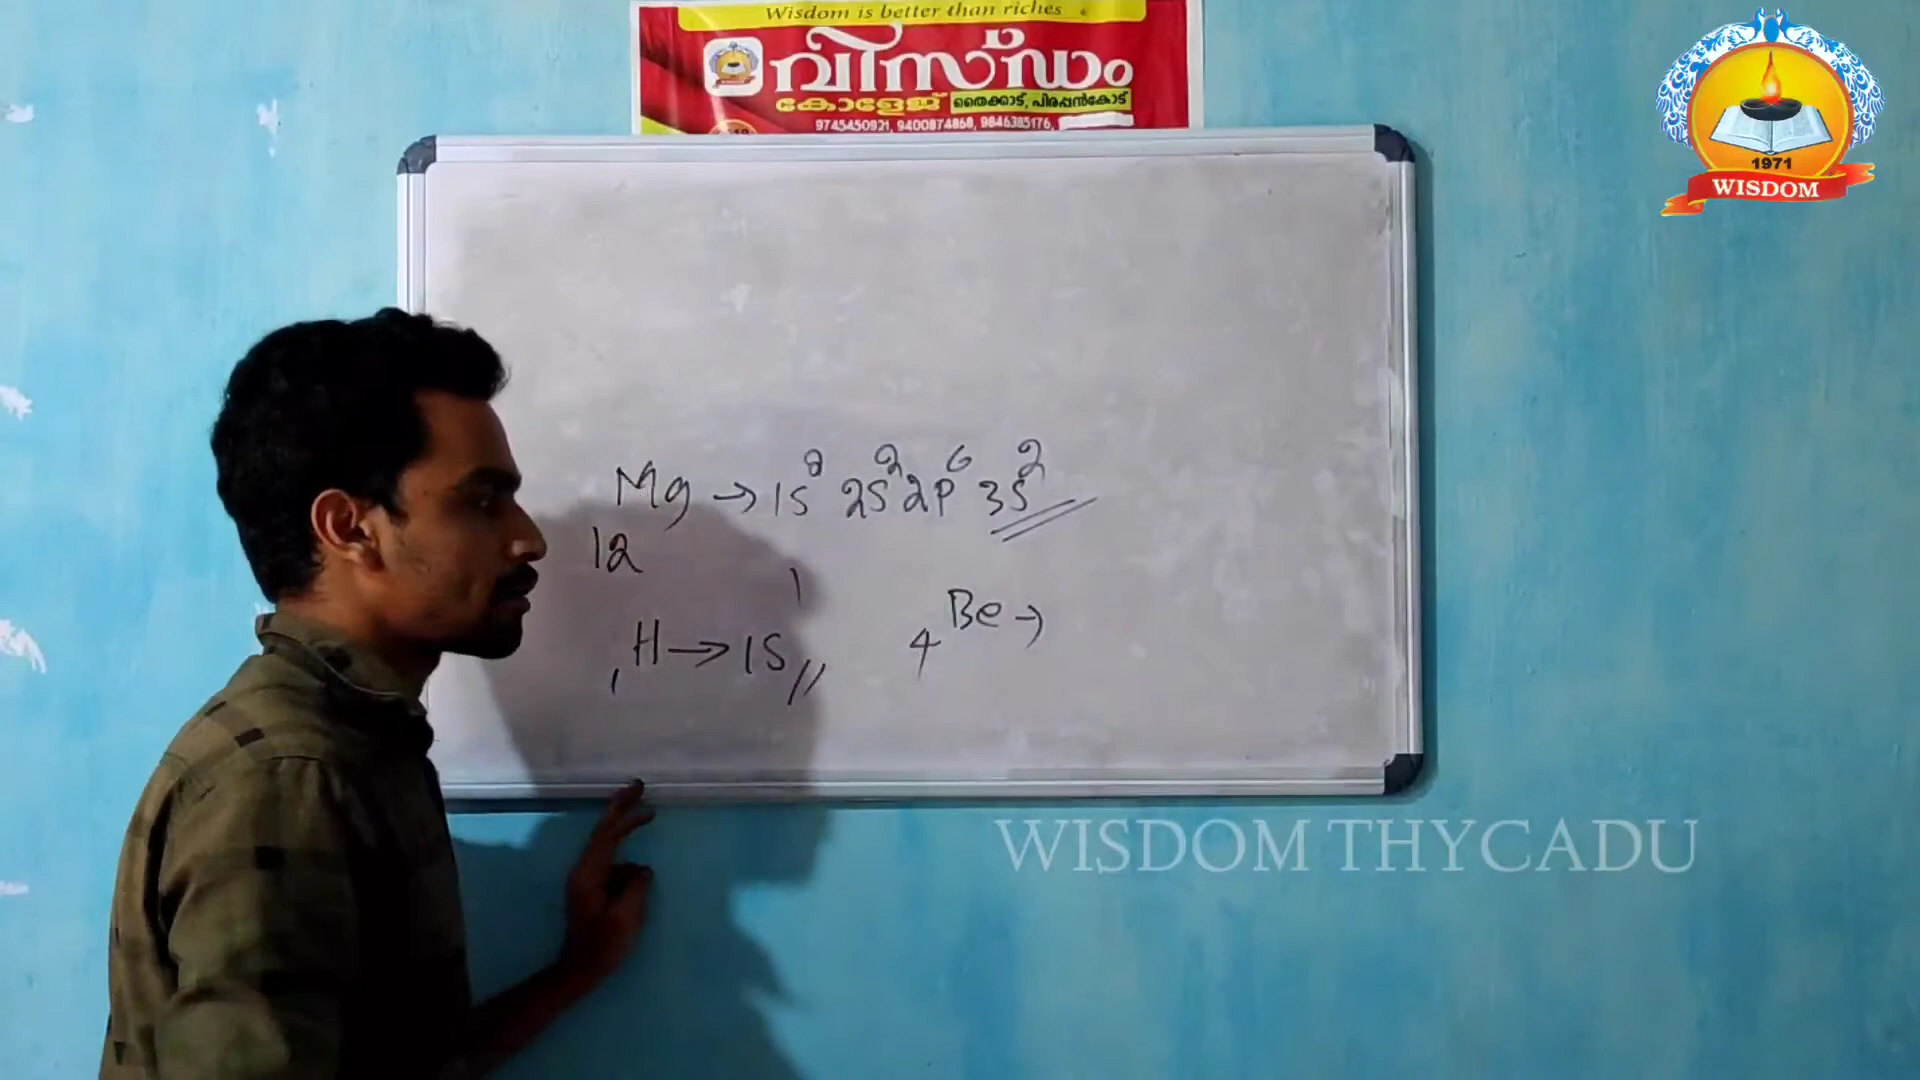 Wisdom is better than riches
വിസ്ഡം
കോളേജ് തൈക്കാട്, പിരപ്പൻകോട്
9745450921, 9400874868, 9846385176,
1971
WISDOM
Mg → 1s² 2s² 2p⁶ 3s²
12
₁H → 1s¹ ₄Be →
WISDOM THYCADU